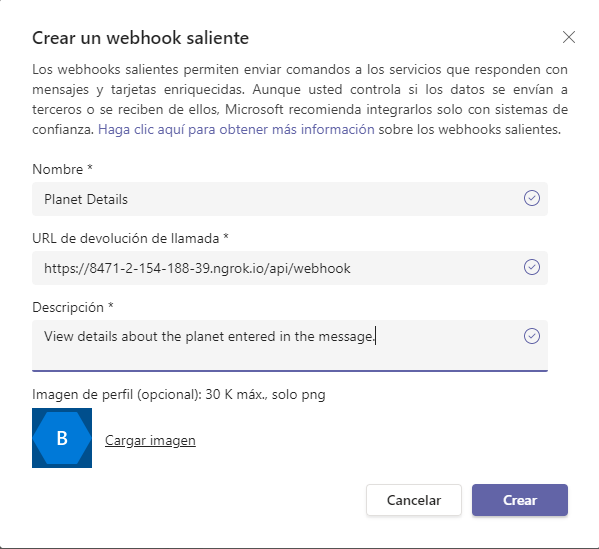 Crear un webhook saliente
Los webhooks salientes permiten enviar comandos a los servicios que responden con
mensajes y tarjetas enriquecidas. Aunque usted controla si los datos se envían a
terceros o se reciben de ellos, Microsoft recomienda integrarlos solo con sistemas de
confianza. Haga clic aquí para obtener más información sobre los webhooks salientes.
Nombre *
Planet Details
URL de devolución de llamada *
https://8471-2-154-188-39.ngrok.io/api/webhook
Descripción *
View details about the planet entered in the message.
Imagen de perfil (opcional): 30 K máx., solo png
B
Cargar imagen
Cancelar
Crear